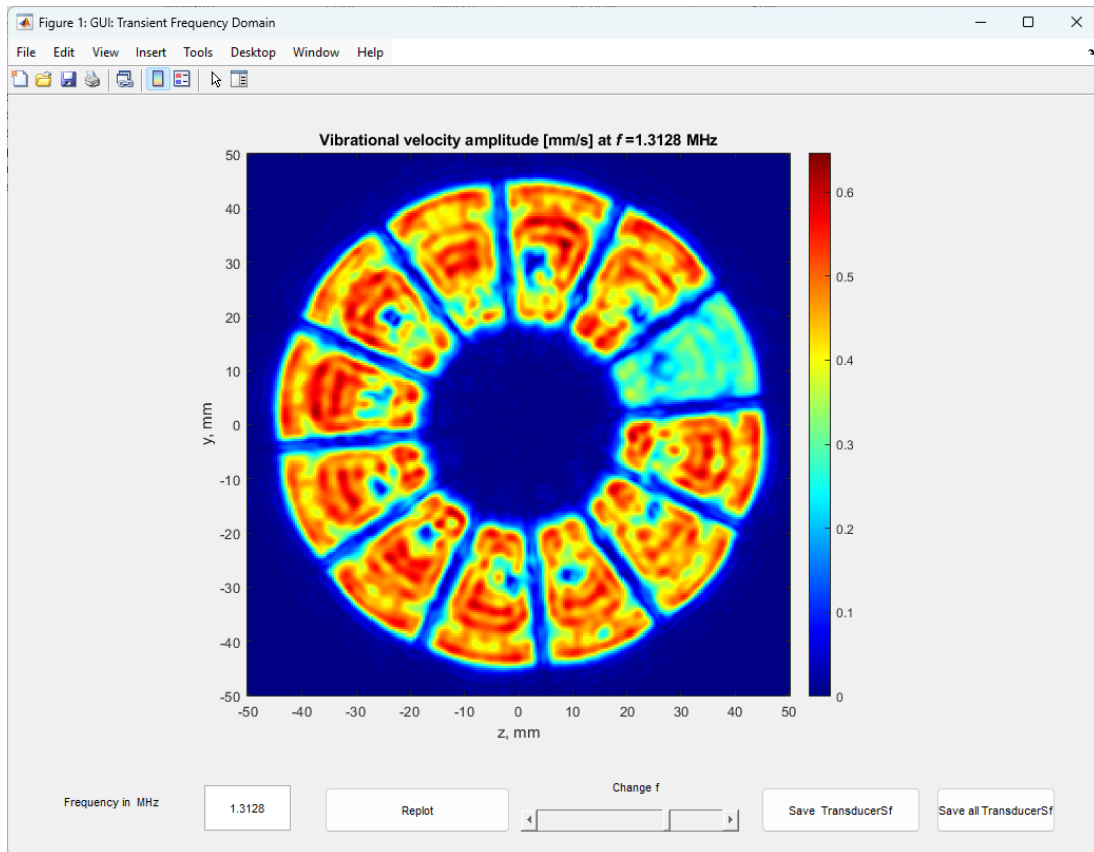 Figure 1: GUI: Transient Frequency Domain
File Edit View Insert Tools Desktop Window Help
Vibrational velocity amplitude [mm/s] at f =1.3128 MHz
50
40
30
20
10
0
-10
-20
-30
-40
-50
y, mm
-50 -40 -30 -20 -10 0 10 20 30 40 50
z, mm
0.6
0.5
0.4
0.3
0.2
0.1
0
Change f
Frequency in MHz 1.3128 Replot Save TransducerSf Save all TransducerSf